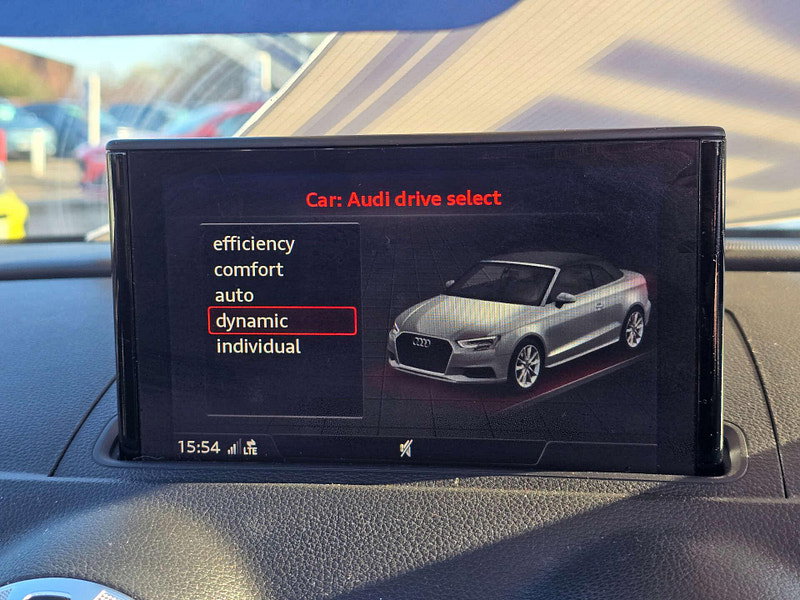 Car: Audi drive select
efficiency
comfort
auto
dynamic
individual
15:54 LTE